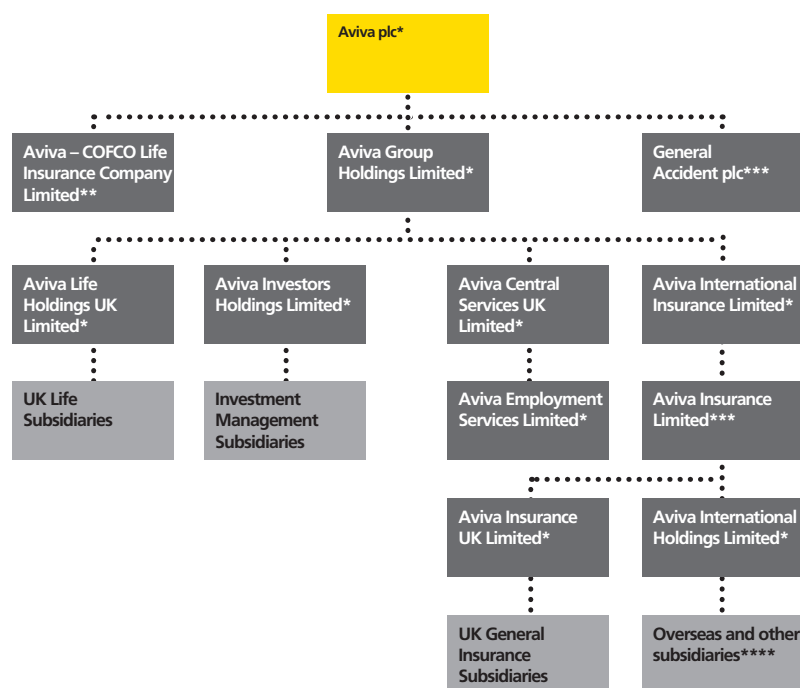 Aviva plc*
Aviva – COFCO Life
Insurance Company
Limited**
Aviva Group
Holdings Limited*
General
Accident plc***
Aviva Life
Holdings UK
Limited*
Aviva Investors
Holdings Limited*
Aviva Central
Services UK
Limited*
Aviva International
Insurance Limited*
UK Life
Subsidiaries
Investment
Management
Subsidiaries
Aviva Employment
Services Limited*
Aviva Insurance
Limited***
Aviva Insurance
UK Limited*
Aviva International
Holdings Limited*
UK General
Insurance
Subsidiaries
Overseas and other
subsidiaries****